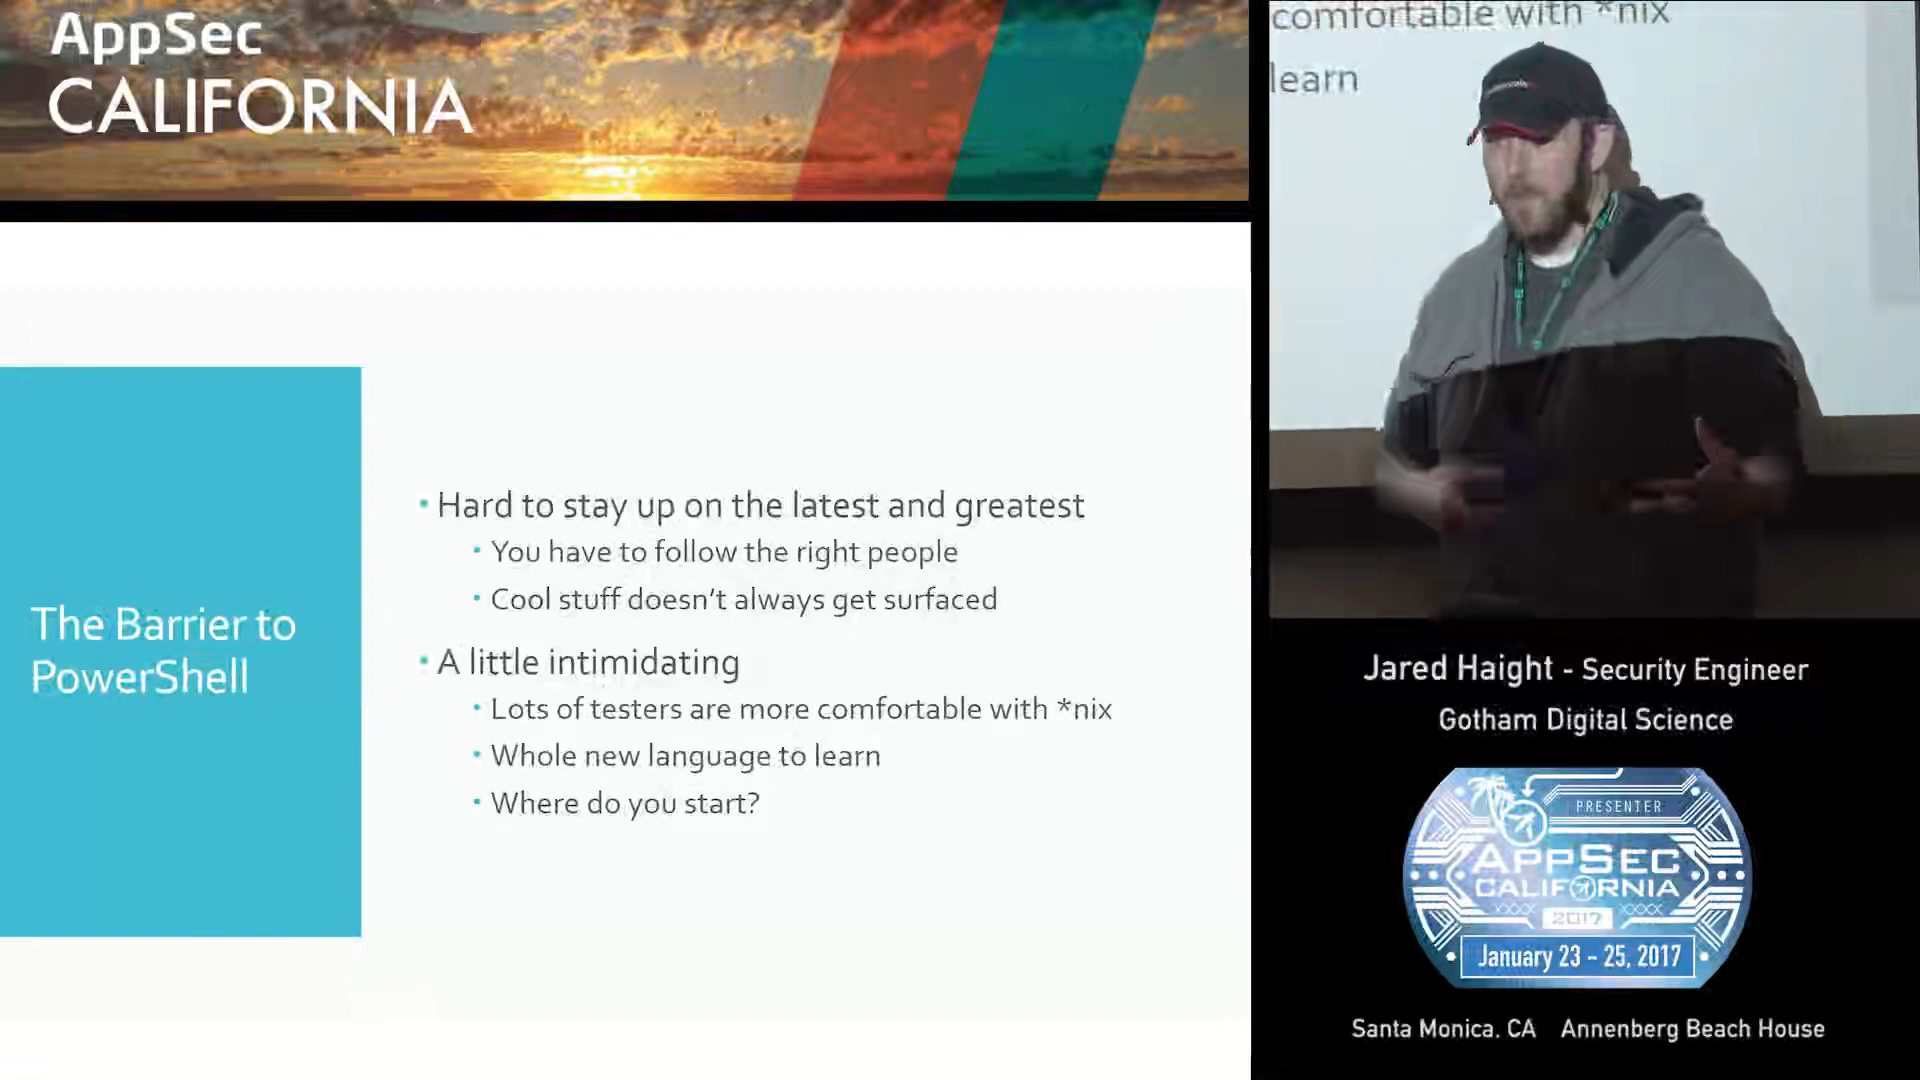 AppSec
CALIFORNIA
The Barrier to
PowerShell
• Hard to stay up on the latest and greatest
• You have to follow the right people
• Cool stuff doesn't always get surfaced
• A little intimidating
• Lots of testers are more comfortable with *nix
• Whole new language to learn
• Where do you start?
comfortable with *nix
learn
Jared Haight - Security Engineer
Gotham Digital Science
PRESENTER
APPSEC
CALIFORNIA
2017
January 23 - 25, 2017
Santa Monica, CA Annenberg Beach House